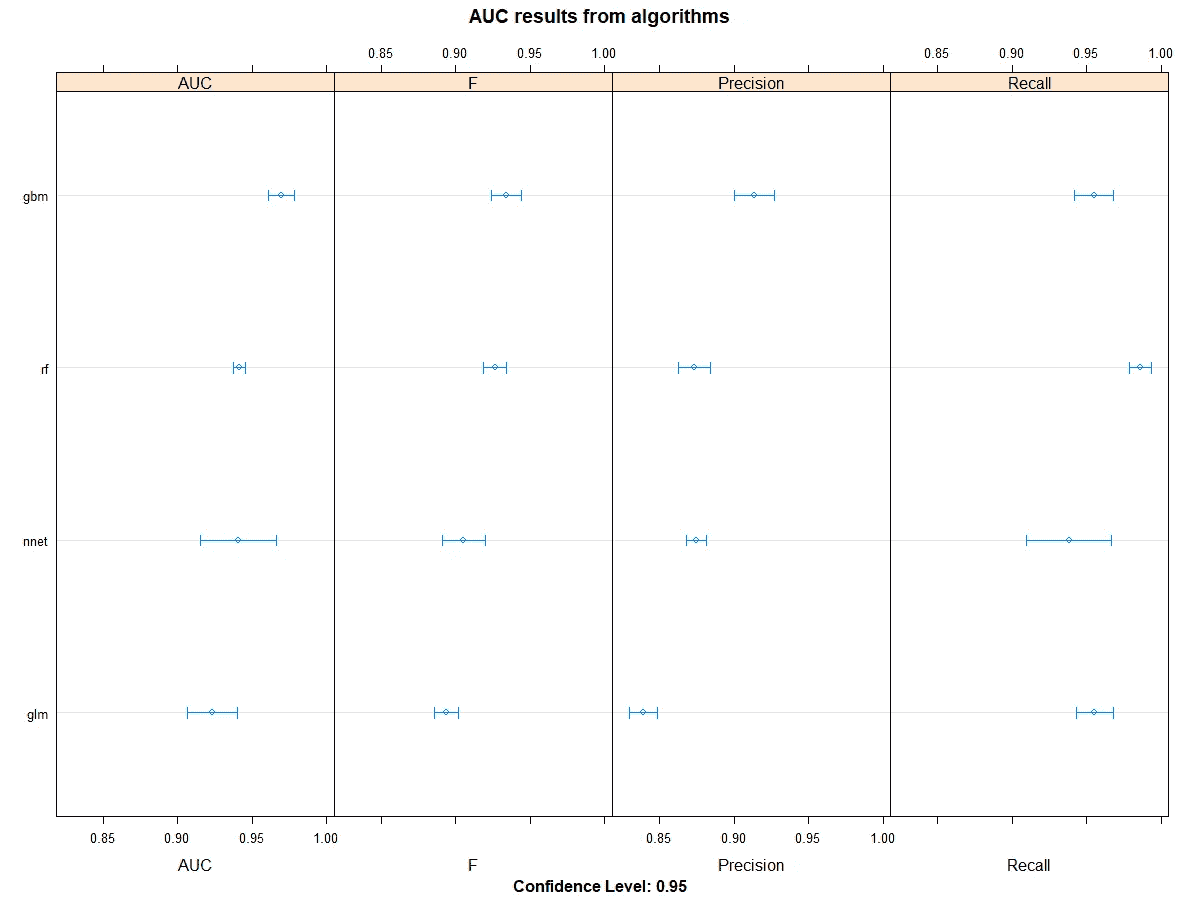 AUC results from algorithms
0.85 0.90 0.95 1.00 0.85 0.90 0.95 1.00
AUC F Precision Recall
gbm
rf
nnet
glm
0.85 0.90 0.95 1.00 0.85 0.90 0.95 1.00
AUC F Precision Recall
Confidence Level: 0.95